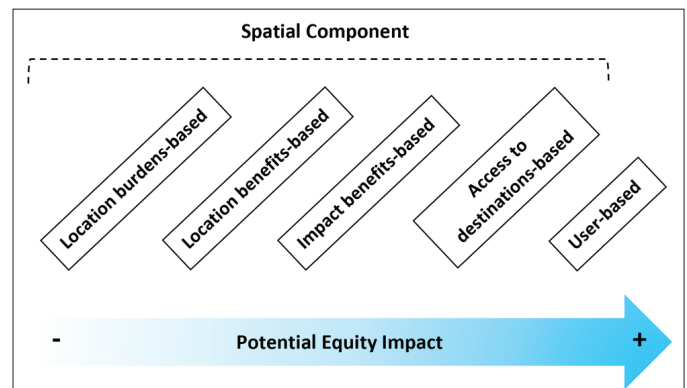 Spatial Component
Location burdens-based
Location benefits-based
Impact benefits-based
Access to
destinations-based
User-based
- Potential Equity Impact +